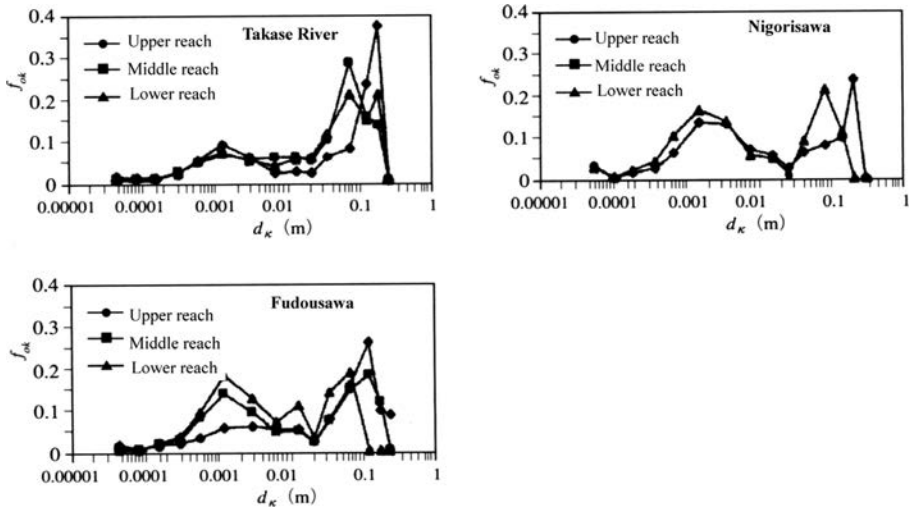 Takase River
0.4
0.3
0.2
0.1
0
f_ok
Upper reach
Middle reach
Lower reach
0.00001 0.0001 0.001 0.01 0.1 1
d_κ (m)
Nigorisawa
0.4
0.3
0.2
0.1
0
f_ok
Upper reach
Middle reach
Lower reach
0.00001 0.0001 0.001 0.01 0.1 1
d_κ (m)
Fudousawa
0.4
0.3
0.2
0.1
0
f_ok
Upper reach
Middle reach
Lower reach
0.00001 0.0001 0.001 0.01 0.1 1
d_κ (m)